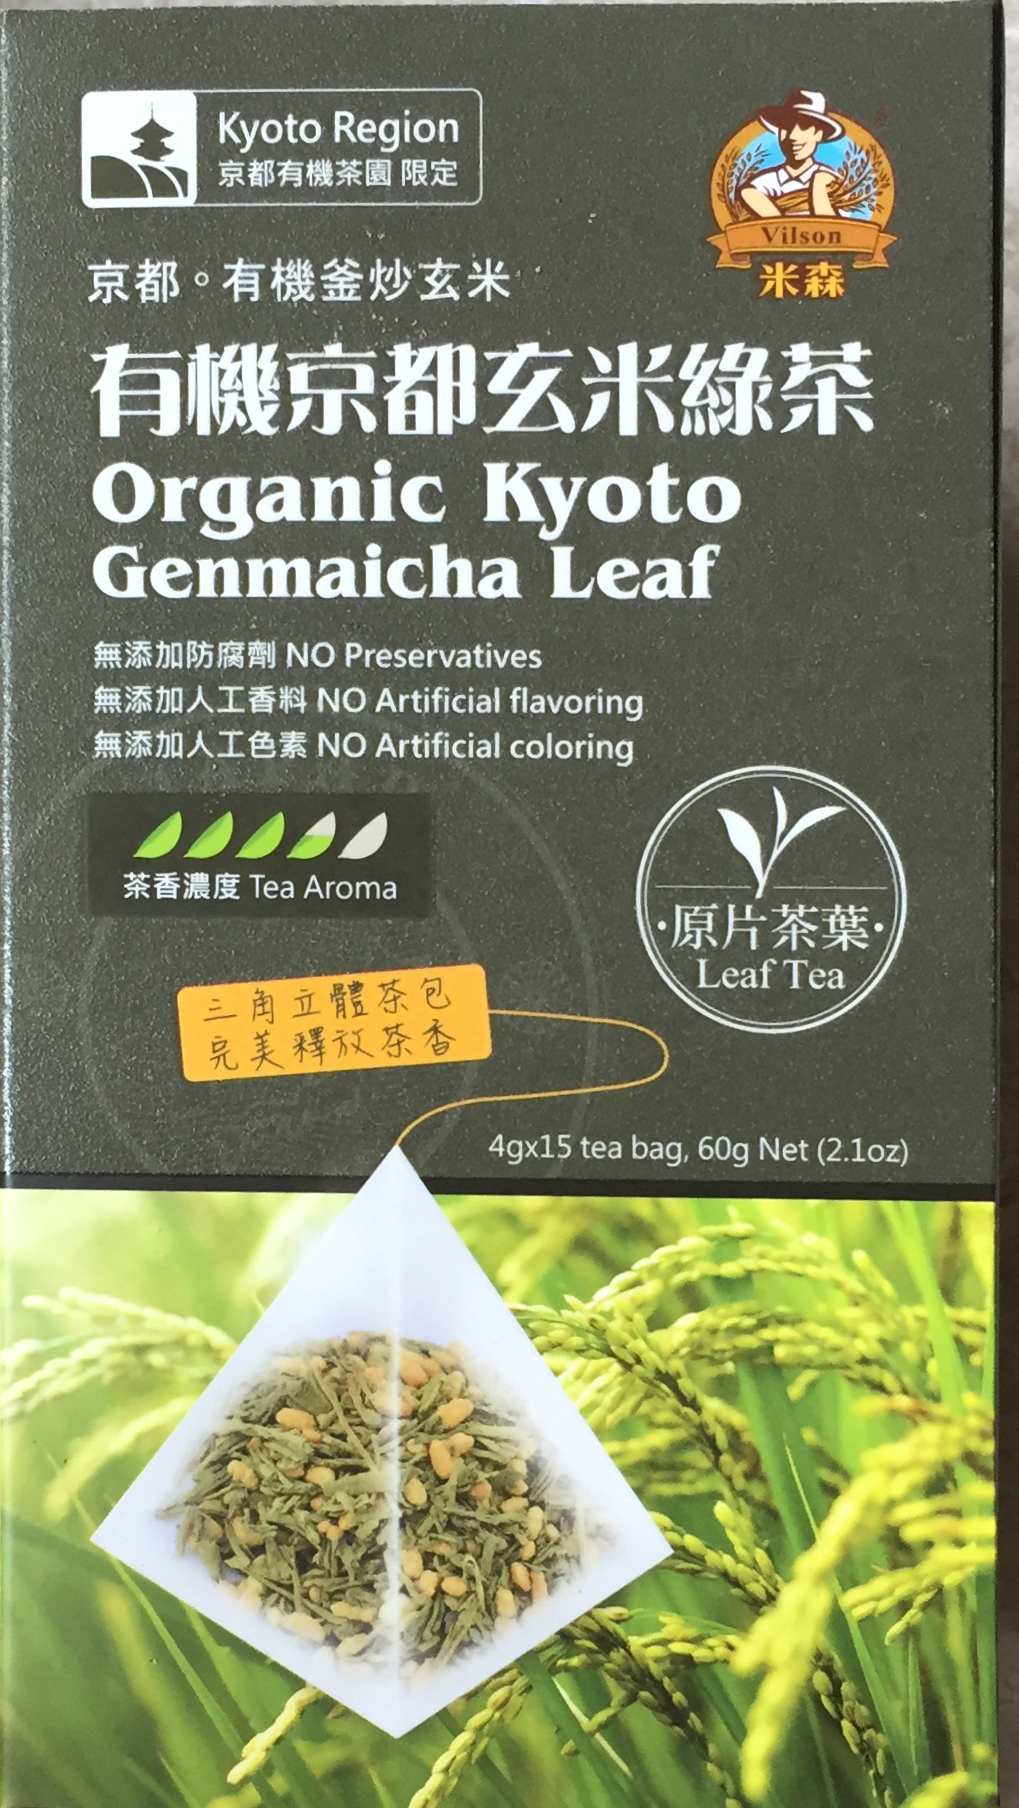 Kyoto Region
京都有機茶園 限定
Vilson
米森
京都。有機釜炒玄米
有機京都玄米綠茶
Organic Kyoto
Genmaicha Leaf
無添加防腐劑 NO Preservatives
無添加人工香料 NO Artificial flavoring
無添加人工色素 NO Artificial coloring
茶香濃度 Tea Aroma
·原片茶葉·
Leaf Tea
三角立體茶包
完美釋放茶香
4gx15 tea bag, 60g Net (2.1oz)